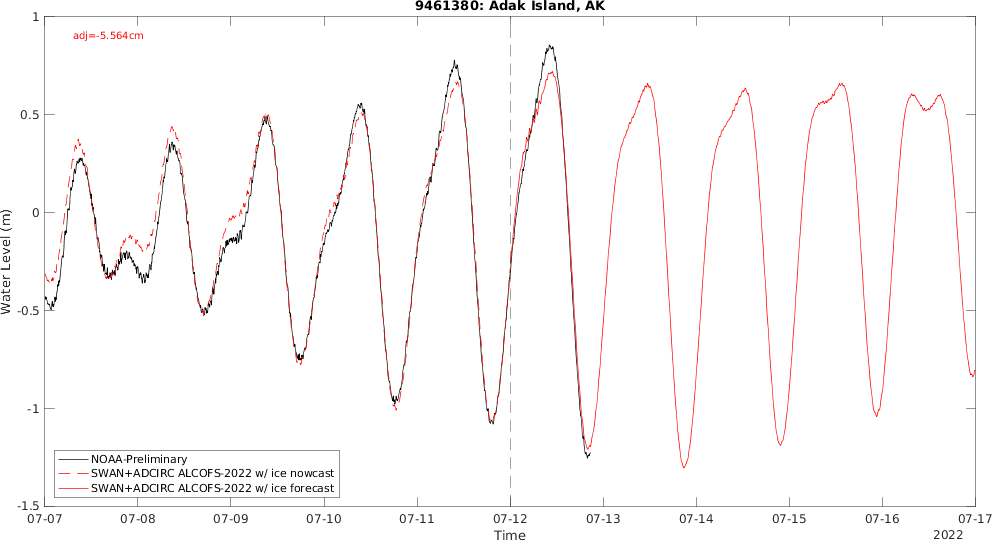 9461380: Adak Island, AK
adj=-5.564cm
Water Level (m)
1
0.5
0
-0.5
-1
-1.5
NOAA-Preliminary
SWAN+ADCIRC ALCOFS-2022 w/ ice nowcast
SWAN+ADCIRC ALCOFS-2022 w/ ice forecast
07-07 07-08 07-09 07-10 07-11 07-12 07-13 07-14 07-15 07-16 07-17
Time
2022